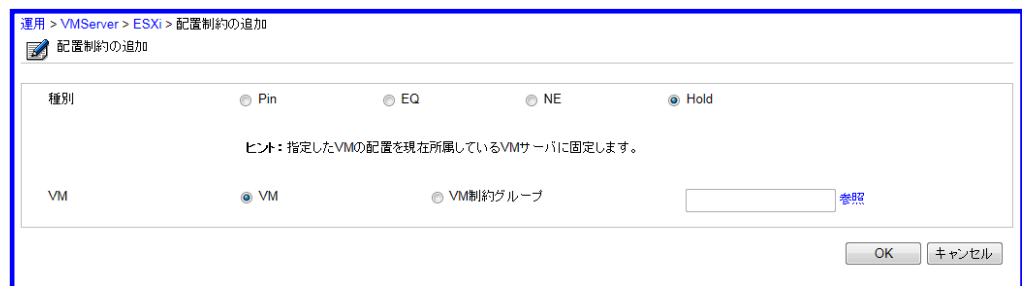 運用 > VMServer > ESXi > 配置制約の追加
配置制約の追加
種別 Pin EQ NE Hold
ヒント：指定したVMの配置を現在所属しているVMサーバに固定します。
VM VM VM制約グループ 参照
OK キャンセル